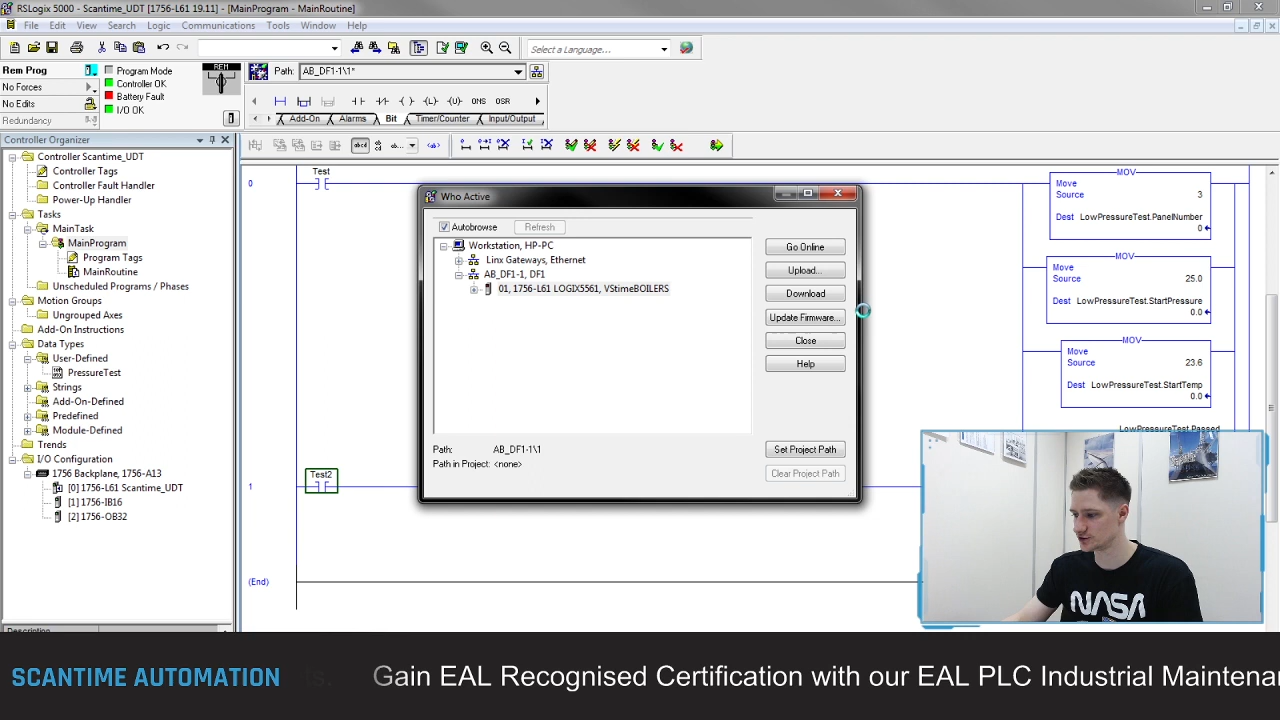 RSLogix 5000 - Scantime_UDT [1756-L61 19.11] - [MainProgram - MainRoutine]
File Edit View Search Logic Communications Tools Window Help
Select a Language...
Rem Prog
Program Mode
REM
Path: AB_DF1-1\1*
No Forces
Controller OK
Battery Fault
No Edits
I/O OK
Redundancy
ONS OSR
Add-On Alarms Bit Timer/Counter Input/Output
Controller Organizer
Controller Scantime_UDT
Controller Tags
Controller Fault Handler
Power-Up Handler
Tasks
MainTask
MainProgram
Program Tags
MainRoutine
Unscheduled Programs / Phases
Motion Groups
Ungrouped Axes
Add-On Instructions
Data Types
User-Defined
PressureTest
Strings
Add-On-Defined
Predefined
Module-Defined
Trends
I/O Configuration
1756 Backplane, 1756-A13
[0] 1756-L61 Scantime_UDT
[1] 1756-IB16
[2] 1756-OB32
Description
abcd ab... <ab>
0
Test
1
Test2
(End)
Who Active
Autobrowse Refresh
Workstation, HP-PC
Linx Gateways, Ethernet
AB_DF1-1, DF1
01, 1756-L61 LOGIX5561, VStimeBOILERS
Go Online
Upload...
Download
Update Firmware...
Close
Help
Set Project Path
Clear Project Path
Path: AB_DF1-1\1
Path in Project: <none>
MOV
Move
Source 3
Dest LowPressureTest.PanelNumber
0
MOV
Move
Source 25.0
Dest LowPressureTest.StartPressure
0.0
MOV
Move
Source 23.6
Dest LowPressureTest.StartTemp
0.0
LowPressureTest.Passed
NASA
SCANTIME AUTOMATION ts. Gain EAL Recognised Certification with our EAL PLC Industrial Maintena